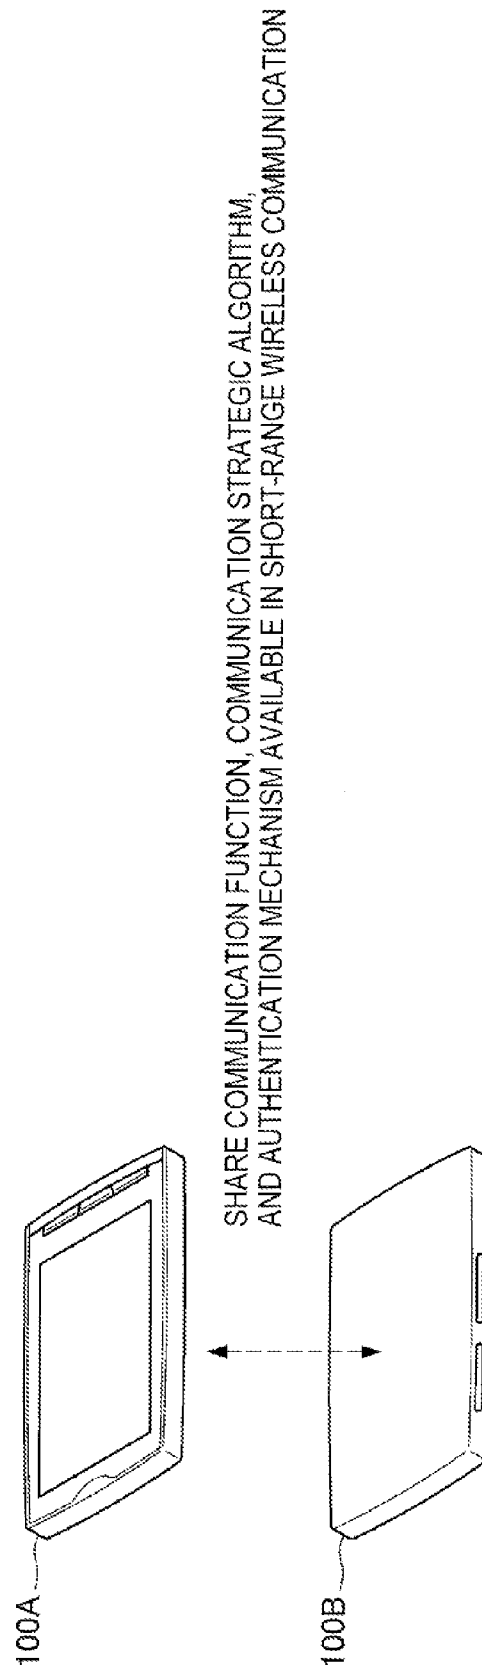 100A
SHARE COMMUNICATION FUNCTION, COMMUNICATION STRATEGIC ALGORITHM,
AND AUTHENTICATION MECHANISM AVAILABLE IN SHORT-RANGE WIRELESS COMMUNICATION
100B